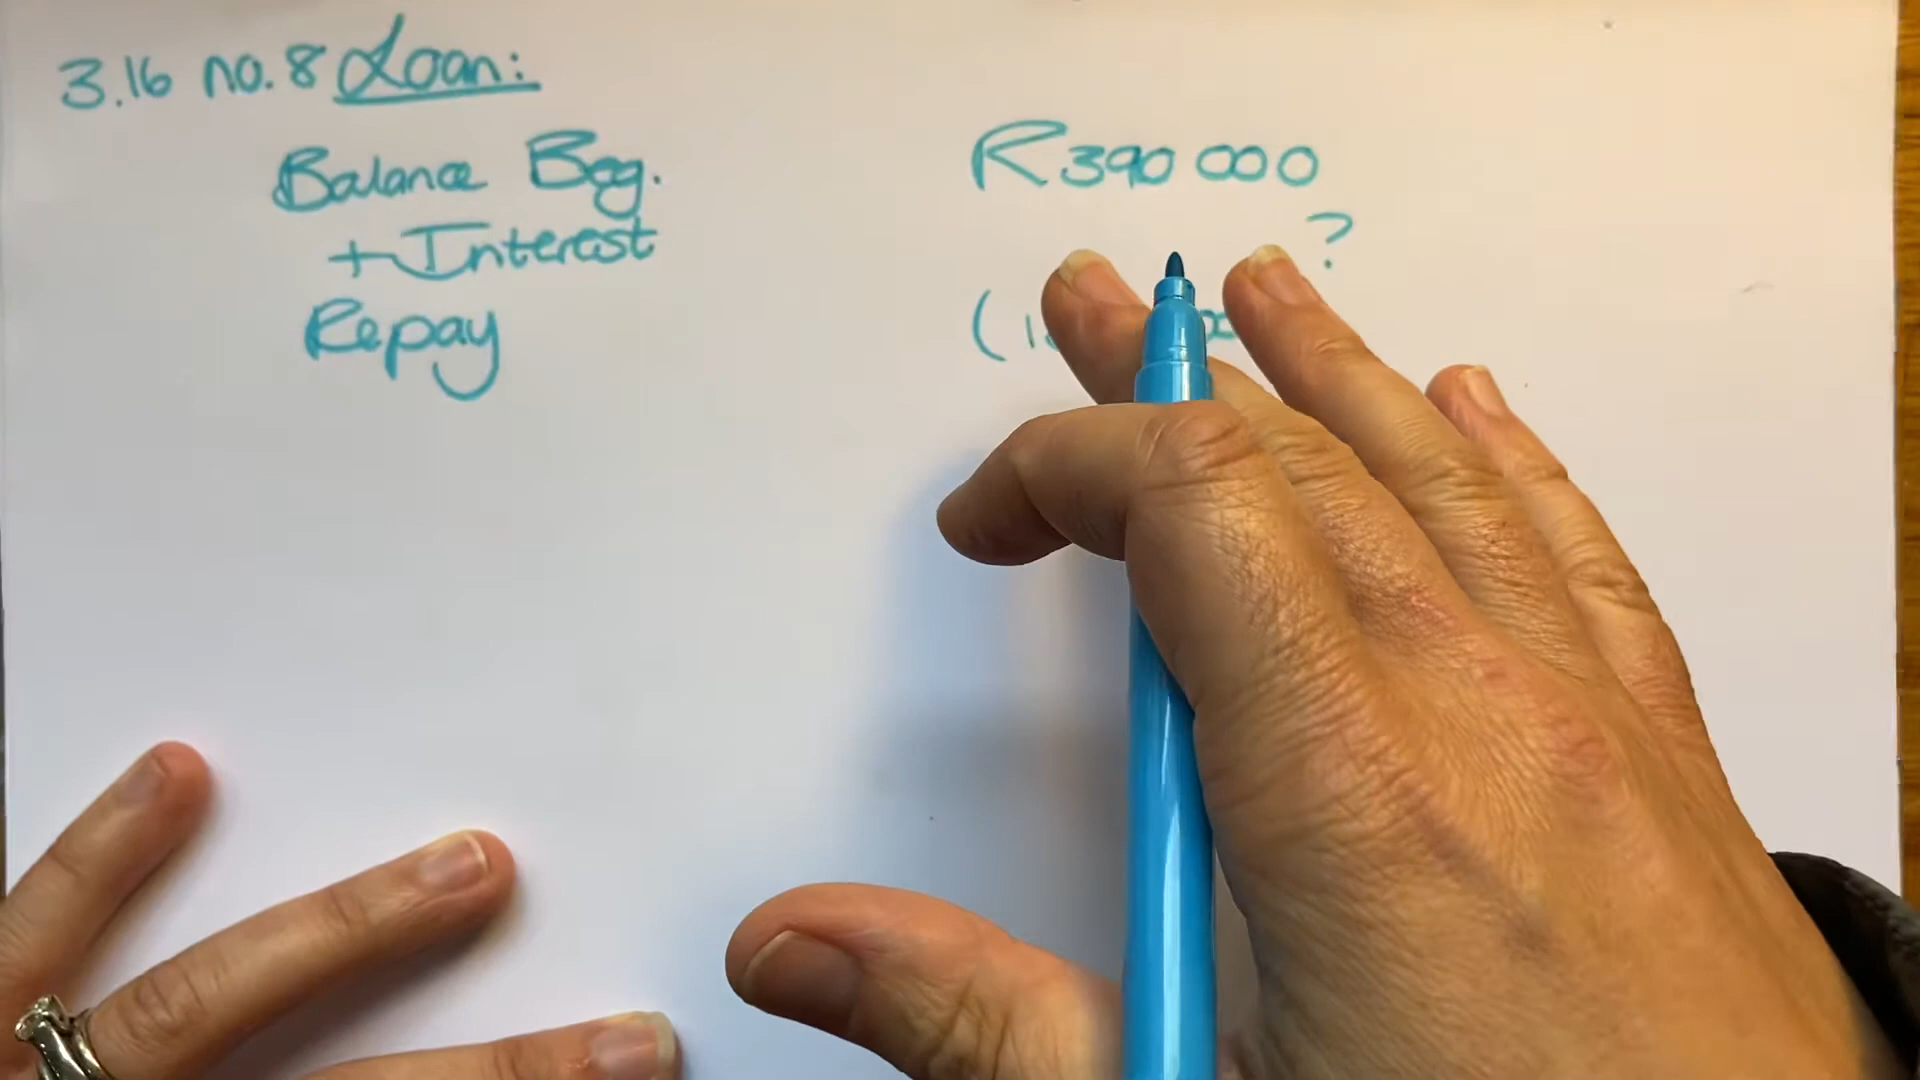 3.16 no.8 Loan:
Balance Beg. R390 000
+ Interest ?
Repay (